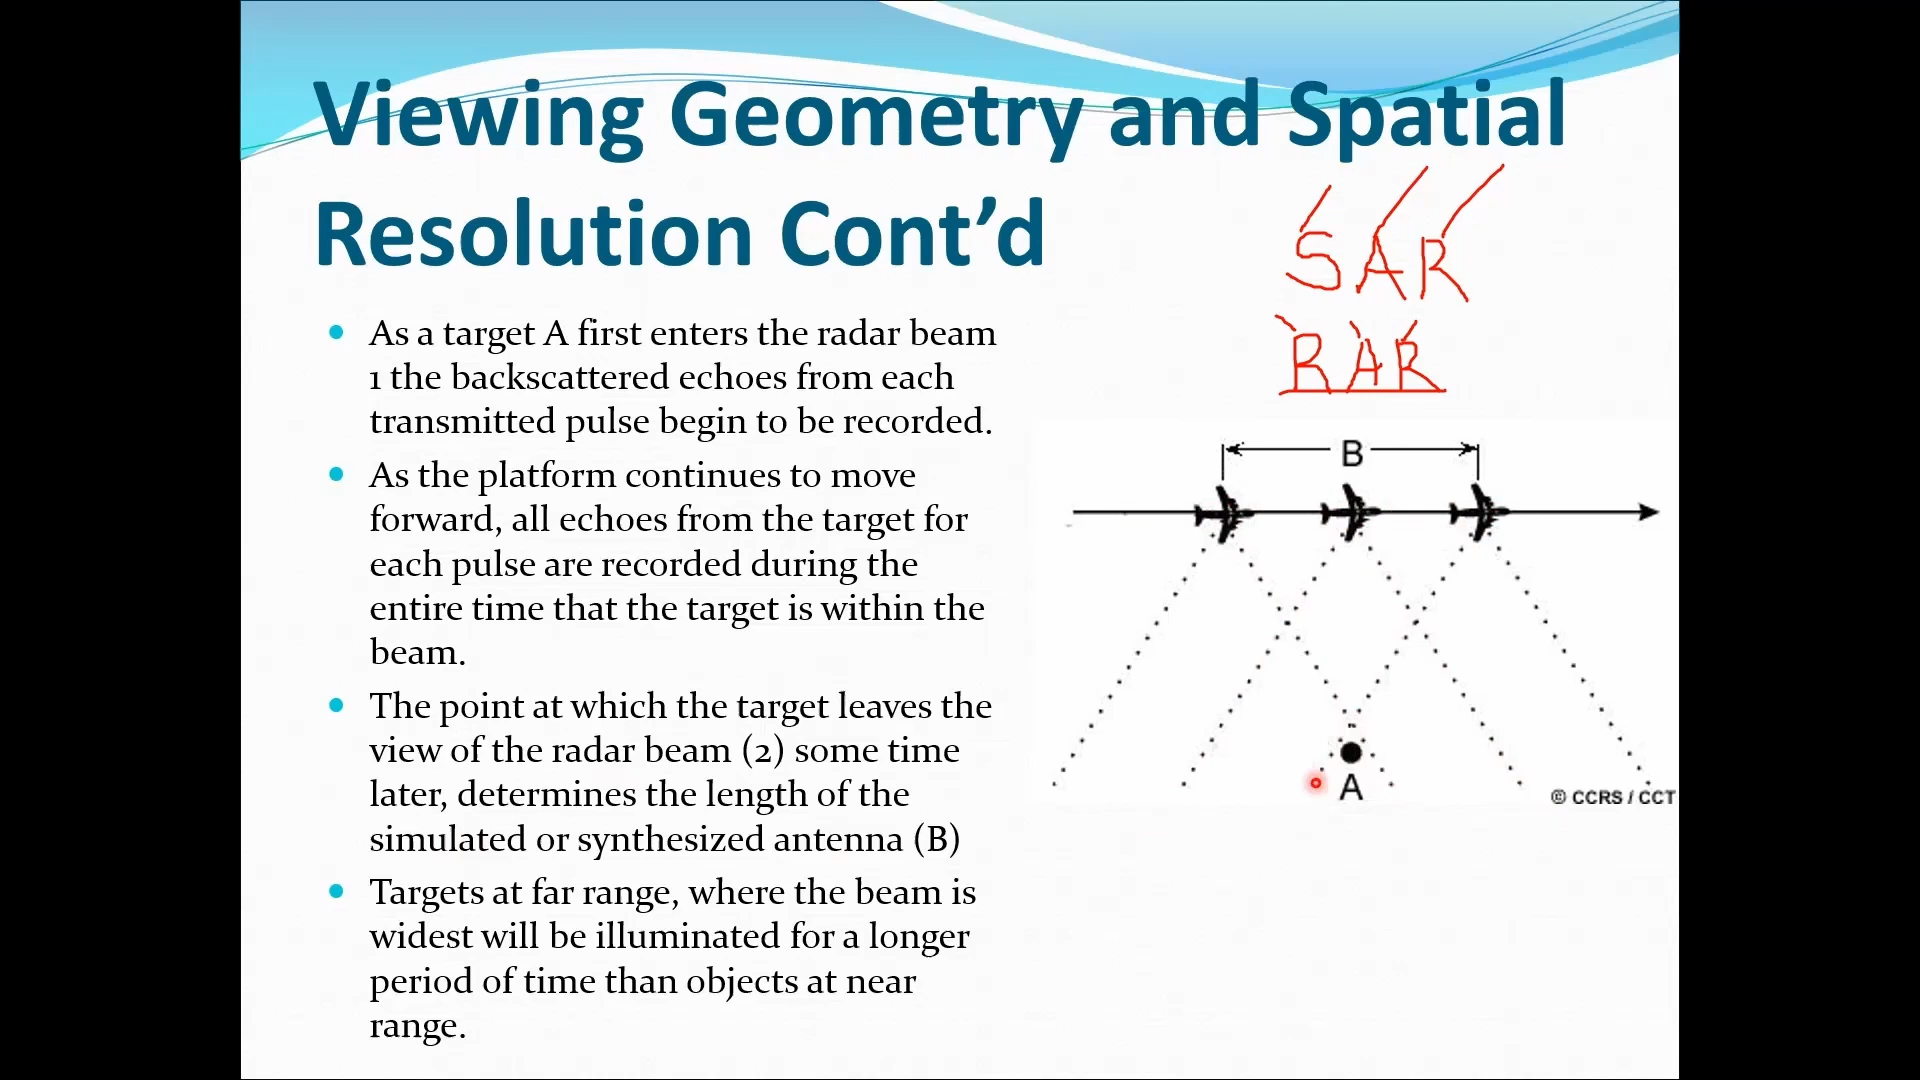 Viewing Geometry and Spatial
Resolution Cont’d
SAR
RAR
• As a target A first enters the radar beam
1 the backscattered echoes from each
transmitted pulse begin to be recorded.
• As the platform continues to move
forward, all echoes from the target for
each pulse are recorded during the
entire time that the target is within the
beam.
• The point at which the target leaves the
view of the radar beam (2) some time
later, determines the length of the
simulated or synthesized antenna (B)
• Targets at far range, where the beam is
widest will be illuminated for a longer
period of time than objects at near
range.
B
A
© CCRS / CCT